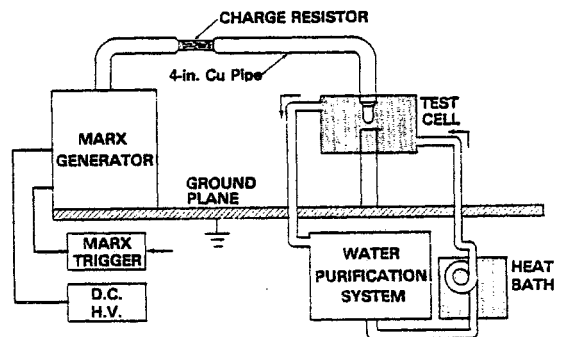 CHARGE RESISTOR
4-in. Cu Pipe
MARX
GENERATOR
TEST
CELL
GROUND
PLANE
MARX
TRIGGER
D.C.
H.V.
WATER
PURIFICATION
SYSTEM
HEAT
BATH